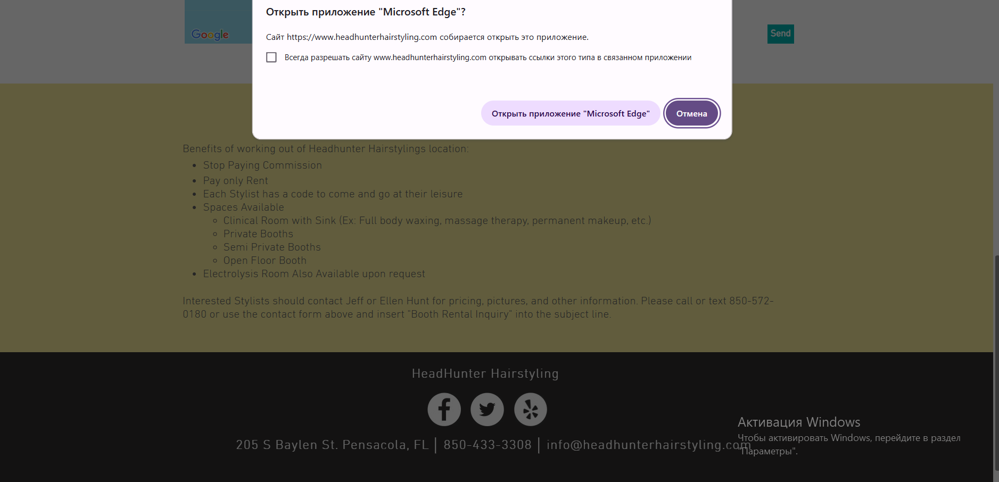 Открыть приложение "Microsoft Edge"?
Google
Сайт https://www.headhunterhairstyling.com собирается открыть это приложение.
Send
Всегда разрешать сайту www.headhunterhairstyling.com открывать ссылки этого типа в связанном приложении
Открыть приложение "Microsoft Edge"
Отмена
Benefits of working out of Headhunter Hairstylings location:
• Stop Paying Commission
• Pay only Rent
• Each Stylist has a code to come and go at their leisure
• Spaces Available
◦ Clinical Room with Sink (Ex: Full body waxing, massage therapy, permanent makeup, etc.)
◦ Private Booths
◦ Semi Private Booths
◦ Open Floor Booth
• Electrolysis Room Also Available upon request
Interested Stylists should contact Jeff or Ellen Hunt for pricing, pictures, and other information. Please call or text 850-572-
0180 or use the contact form above and insert "Booth Rental Inquiry" into the subject line.
HeadHunter Hairstyling
205 S Baylen St. Pensacola, FL | 850-433-3308 | info@headhunterhairstyling.com
Активация Windows
Чтобы активировать Windows, перейдите в раздел
"Параметры".